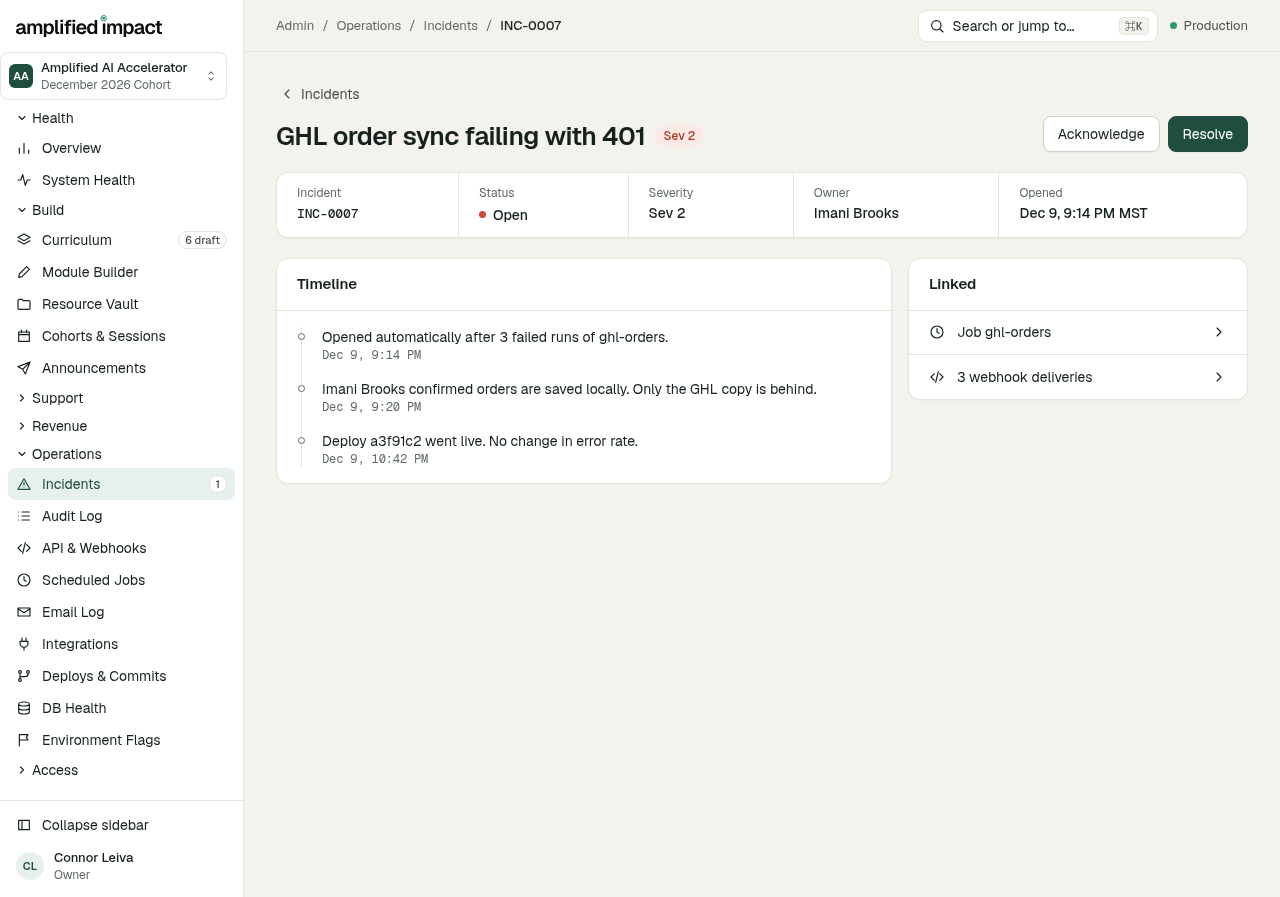 amplified impact
Admin / Operations / Incidents / INC-0007
Search or jump to… ⌘K
Production
AA
Amplified AI Accelerator
December 2026 Cohort
Health
Overview
System Health
Build
Curriculum 6 draft
Module Builder
Resource Vault
Cohorts & Sessions
Announcements
Support
Revenue
Operations
Incidents 1
Audit Log
API & Webhooks
Scheduled Jobs
Email Log
Integrations
Deploys & Commits
DB Health
Environment Flags
Access
Collapse sidebar
CL
Connor Leiva
Owner
Incidents
GHL order sync failing with 401 Sev 2
Acknowledge
Resolve
Incident
INC-0007
Status
Open
Severity
Sev 2
Owner
Imani Brooks
Opened
Dec 9, 9:14 PM MST
Timeline
Opened automatically after 3 failed runs of ghl-orders.
Dec 9, 9:14 PM
Imani Brooks confirmed orders are saved locally. Only the GHL copy is behind.
Dec 9, 9:20 PM
Deploy a3f91c2 went live. No change in error rate.
Dec 9, 10:42 PM
Linked
Job ghl-orders
3 webhook deliveries